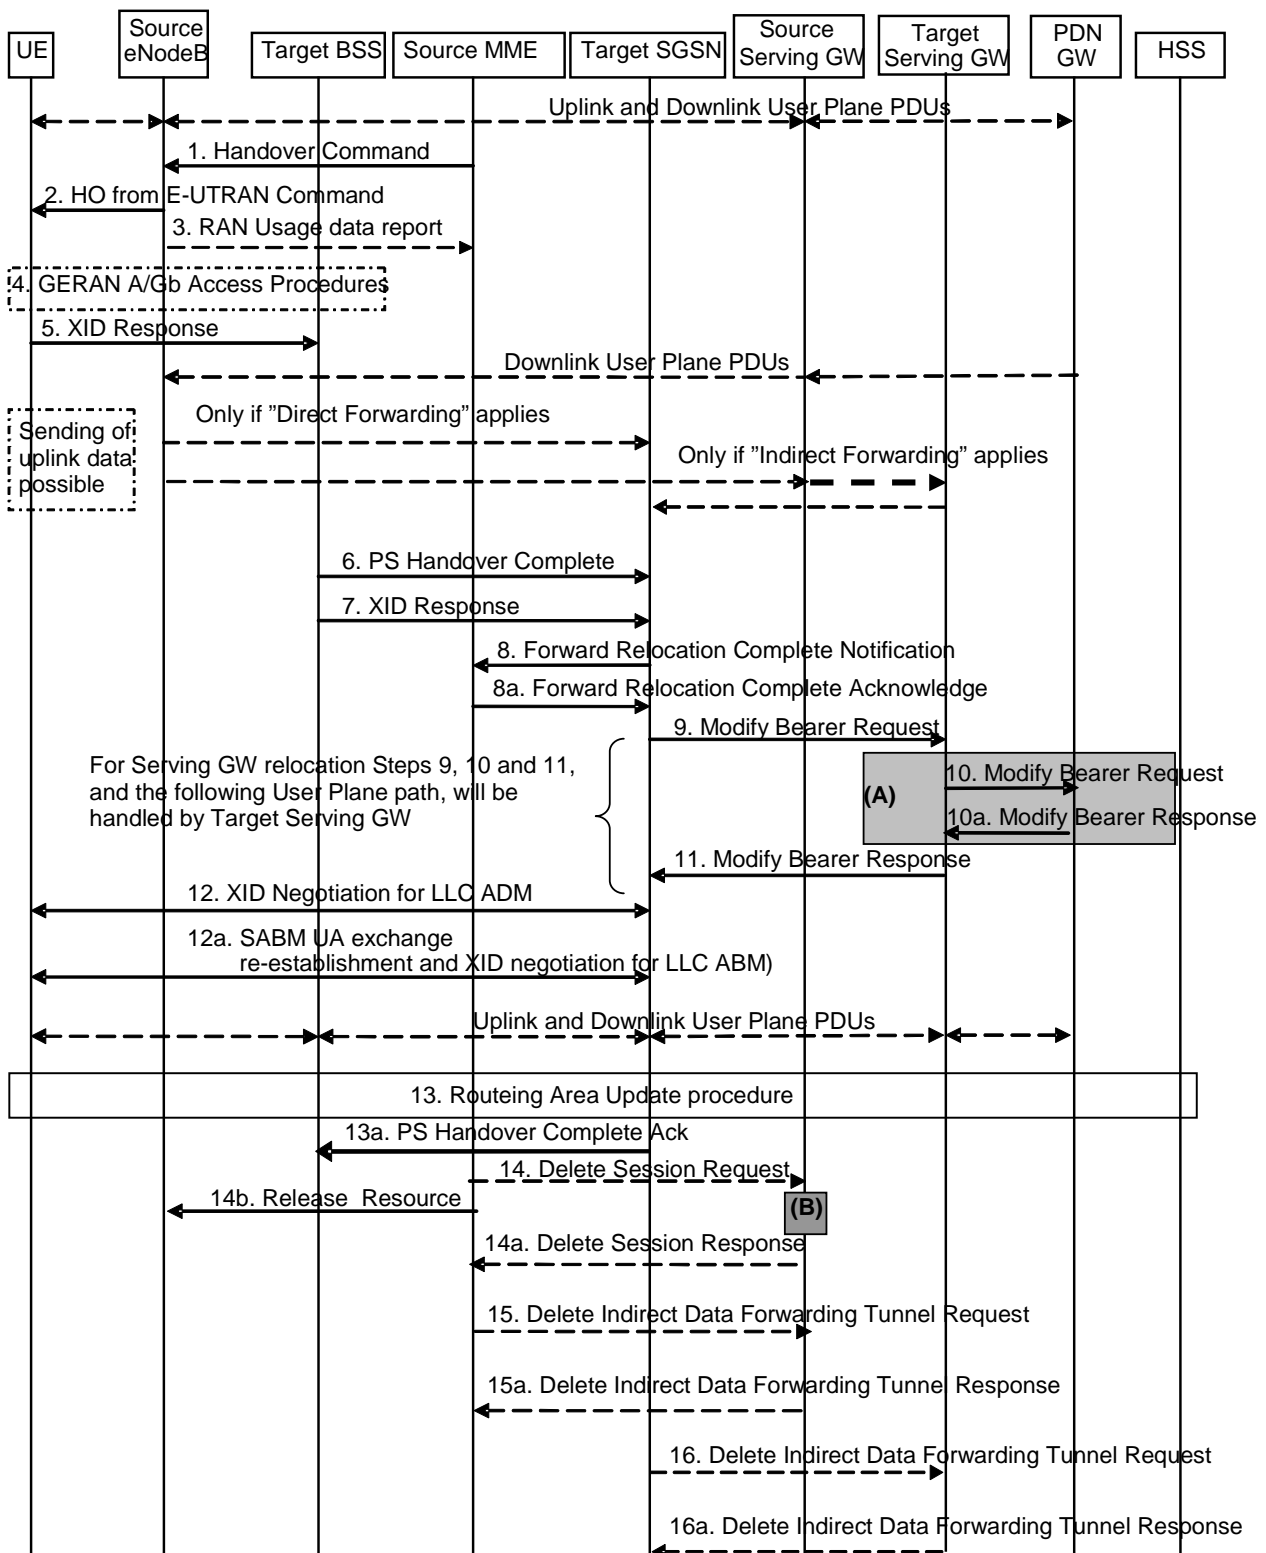 UE
Source
eNodeB
Target BSS
Source MME
Target SGSN
Source
Serving GW
Target
Serving GW
PDN
GW
HSS
Uplink and Downlink User Plane PDUs
1. Handover Command
2. HO from E-UTRAN Command
3. RAN Usage data report
4. GERAN A/Gb Access Procedures
5. XID Response
Downlink User Plane PDUs
Only if ”Direct Forwarding” applies
Sending of
uplink data
possible
Only if ”Indirect Forwarding” applies
6. PS Handover Complete
7. XID Response
8. Forward Relocation Complete Notification
8a. Forward Relocation Complete Acknowledge
9. Modify Bearer Request
For Serving GW relocation Steps 9, 10 and 11,
and the following User Plane path, will be
handled by Target Serving GW
(A)
10. Modify Bearer Request
10a. Modify Bearer Response
11. Modify Bearer Response
12. XID Negotiation for LLC ADM
12a. SABM UA exchange
re-establishment and XID negotiation for LLC ABM)
Uplink and Downlink User Plane PDUs
13. Routeing Area Update procedure
13a. PS Handover Complete Ack
14. Delete Session Request
14b. Release Resource
(B)
14a. Delete Session Response
15. Delete Indirect Data Forwarding Tunnel Request
15a. Delete Indirect Data Forwarding Tunnel Response
16. Delete Indirect Data Forwarding Tunnel Request
16a. Delete Indirect Data Forwarding Tunnel Response